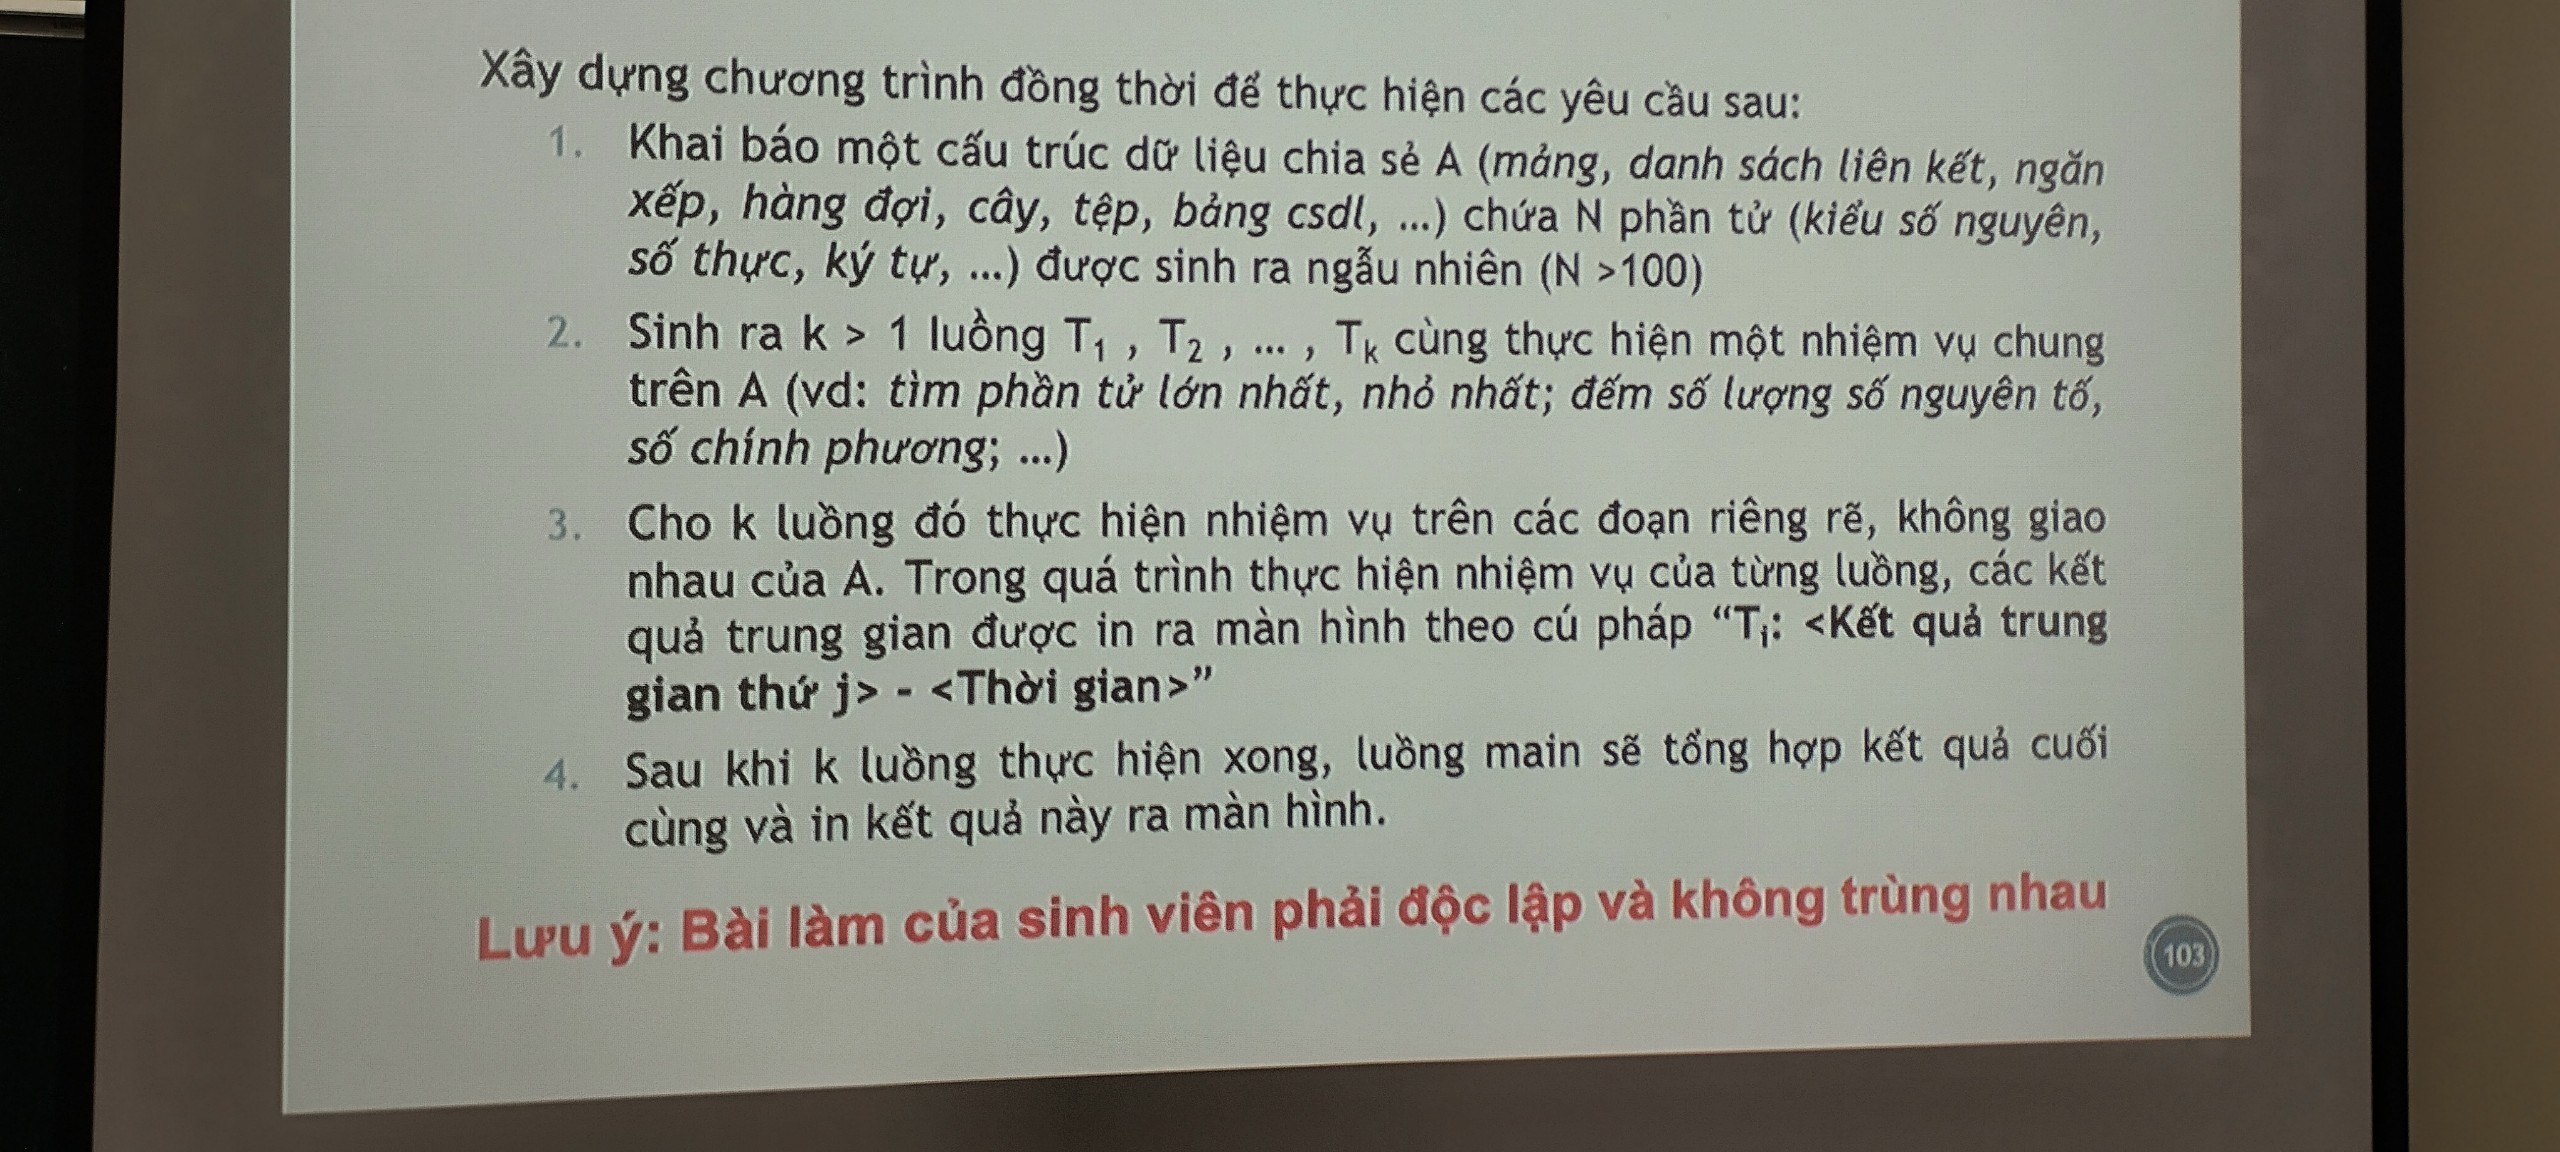 Xây dựng chương trình đồng thời để thực hiện các yêu cầu sau:
1. Khai báo một cấu trúc dữ liệu chia sẻ A (mảng, danh sách liên kết, ngăn
xếp, hàng đợi, cây, tệp, bảng csdl, ...) chứa N phần tử (kiểu số nguyên,
số thực, ký tự, ...) được sinh ra ngẫu nhiên (N >100)
2. Sinh ra k > 1 luồng T₁ , T₂ , ... , Tₖ cùng thực hiện một nhiệm vụ chung
trên A (vd: tìm phần tử lớn nhất, nhỏ nhất; đếm số lượng số nguyên tố,
số chính phương; ...)
3. Cho k luồng đó thực hiện nhiệm vụ trên các đoạn riêng rẽ, không giao
nhau của A. Trong quá trình thực hiện nhiệm vụ của từng luồng, các kết
quả trung gian được in ra màn hình theo cú pháp “Tᵢ: <Kết quả trung
gian thứ j> - <Thời gian>”
4. Sau khi k luồng thực hiện xong, luồng main sẽ tổng hợp kết quả cuối
cùng và in kết quả này ra màn hình.
Lưu ý: Bài làm của sinh viên phải độc lập và không trùng nhau
103